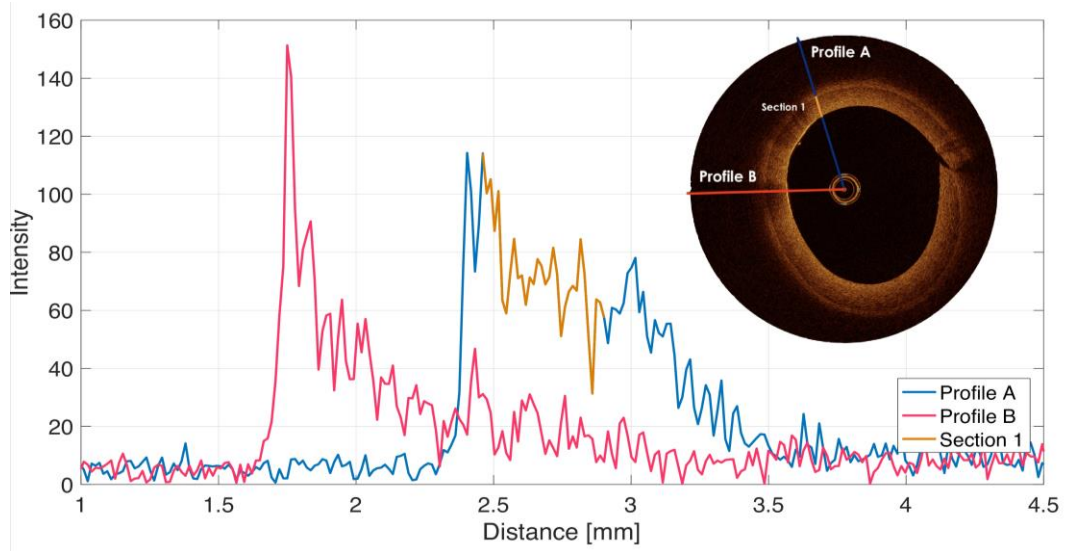 160
140
120
100
80
60
40
20
0
Intensity
1
1.5
2
2.5
3
3.5
4
4.5
Distance [mm]
Profile A
Section 1
Profile B
Profile A
Profile B
Section 1